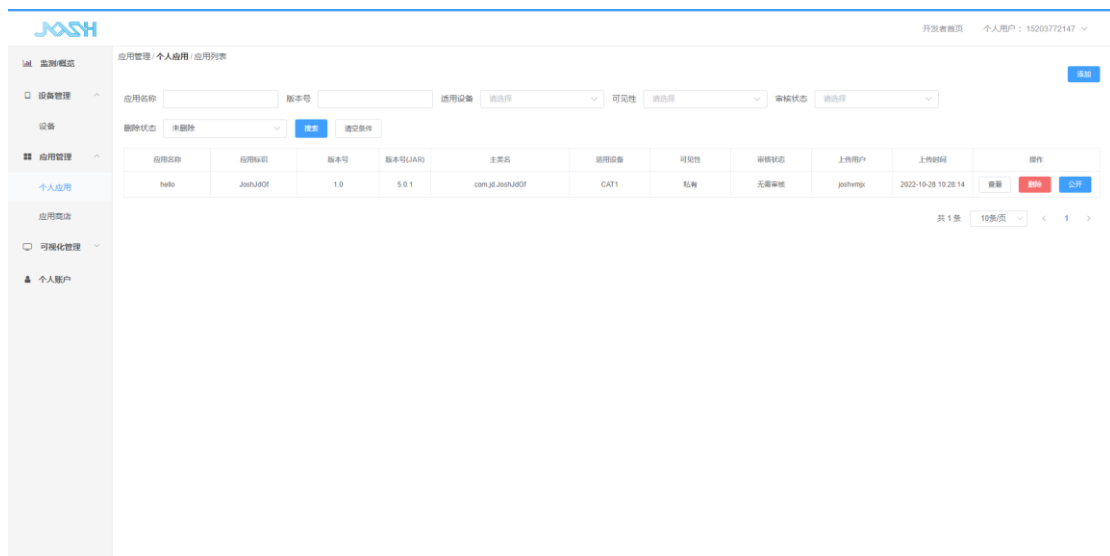 JOSH
开发者首页 个人用户：15203772147
监测/概览
设备管理
设备
应用管理
个人应用
应用商店
可视化管理
个人账户
应用管理/个人应用/应用列表
添加
应用名称 版本号 适用设备 请选择 可见性 请选择 审核状态 请选择
删除状态 未删除 搜索 清空条件
应用名称 应用标识 版本号 版本号(JAR) 主类名 适用设备 可见性 审核状态 上传用户 上传时间 操作
hello JoshJdGf 1.0 5.0.1 com.jd.JoshJdGf CAT1 私有 无需审核 joshvmjx 2022-10-28 10:28:14 查看 删除 公开
共 1 条 10条/页 1